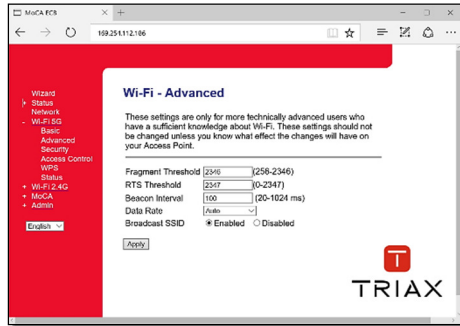 MoCA ECB
169.254.112.186
Wizard
+ Status
Network
- Wi-Fi 5G
Basic
Advanced
Security
Access Control
WPS
Status
+ Wi-Fi 2.4G
+ MoCA
+ Admin
English
Wi-Fi - Advanced
These settings are only for more technically advanced users who
have a sufficient knowledge about Wi-Fi. These settings should not
be changed unless you know what effect the changes will have on
your Access Point.
Fragment Threshold 2346 (256-2346)
RTS Threshold 2347 (0-2347)
Beacon Interval 100 (20-1024 ms)
Data Rate Auto
Broadcast SSID Enabled Disabled
Apply
TRIAX